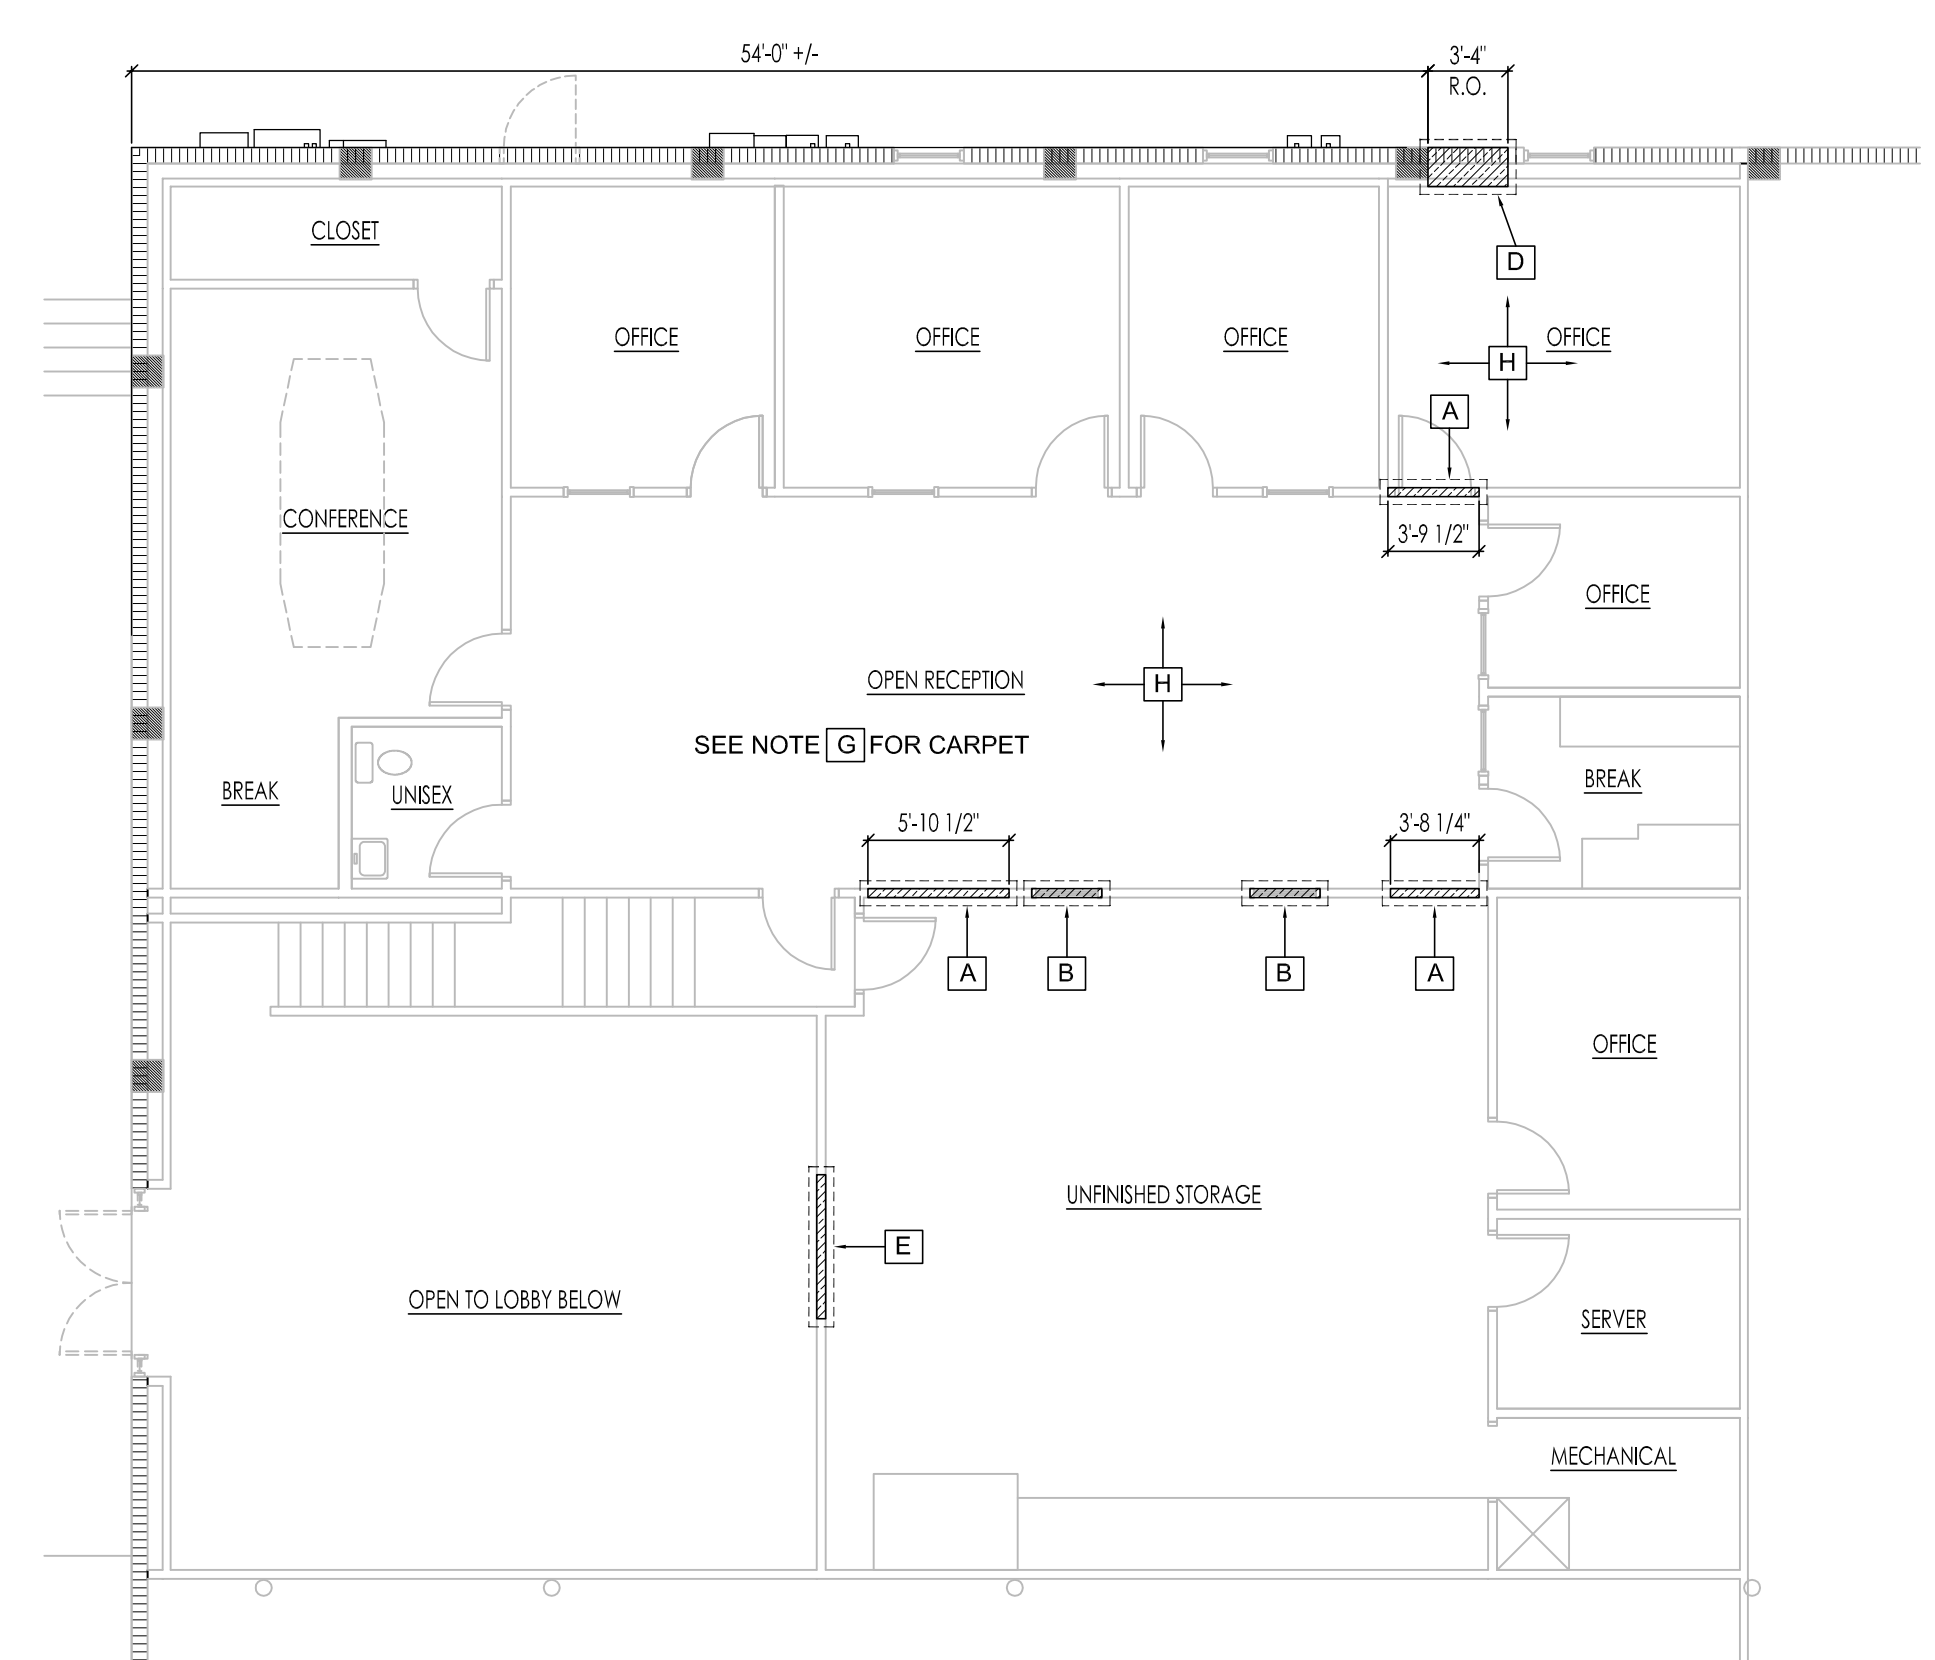 54'-0" +/-
3'-4"
R.O.
CLOSET
D
OFFICE
OFFICE
OFFICE
OFFICE
H
A
CONFERENCE
3'-9 1/2"
OFFICE
OPEN RECEPTION
H
SEE NOTE G FOR CARPET
BREAK
UNISEX
BREAK
5'-10 1/2"
3'-8 1/4"
A
B
B
A
OFFICE
UNFINISHED STORAGE
E
OPEN TO LOBBY BELOW
SERVER
MECHANICAL